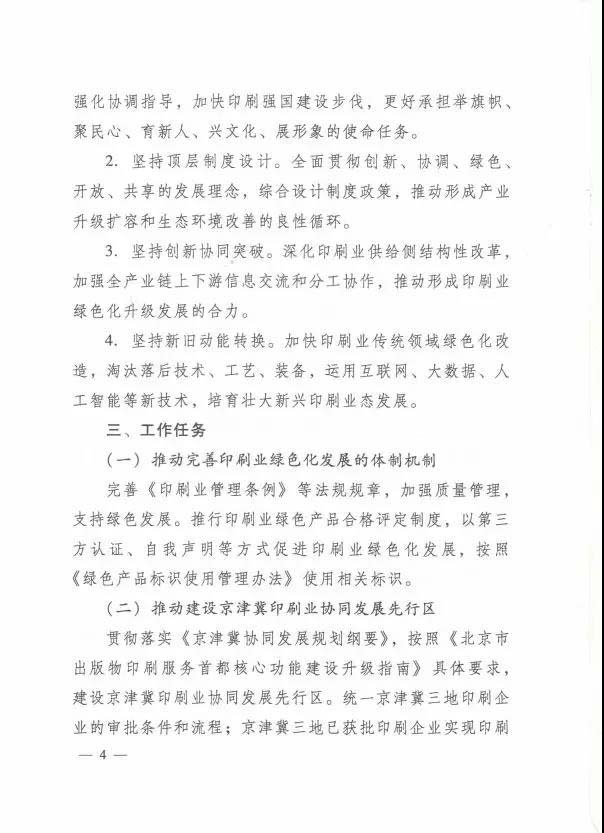 强化协调指导，加快印刷强国建设步伐，更好承担举旗帜、
聚民心、育新人、兴文化、展形象的使命任务。
2. 坚持顶层制度设计。全面贯彻创新、协调、绿色、
开放、共享的发展理念，综合设计制度政策，推动形成产业
升级扩容和生态环境改善的良性循环。
3. 坚持创新协同突破。深化印刷业供给侧结构性改革，
加强全产业链上下游信息交流和分工协作，推动形成印刷业
绿色化升级发展的合力。
4. 坚持新旧动能转换。加快印刷业传统领域绿色化改
造，淘汰落后技术、工艺、装备，运用互联网、大数据、人
工智能等新技术，培育壮大新兴印刷业态发展。
三、工作任务
（一）推动完善印刷业绿色化发展的体制机制
完善《印刷业管理条例》等法规规章，加强质量管理，
支持绿色发展。推行印刷业绿色产品合格评定制度，以第三
方认证、自我声明等方式促进印刷业绿色化发展，按照
《绿色产品标识使用管理办法》使用相关标识。
（二）推动建设京津冀印刷业协同发展先行区
贯彻落实《京津冀协同发展规划纲要》，按照《北京市
出版物印刷服务首都核心功能建设升级指南》具体要求，
建设京津冀印刷业协同发展先行区。统一京津冀三地印刷企
业的审批条件和流程；京津冀三地已获批印刷企业实现印刷
— 4 —